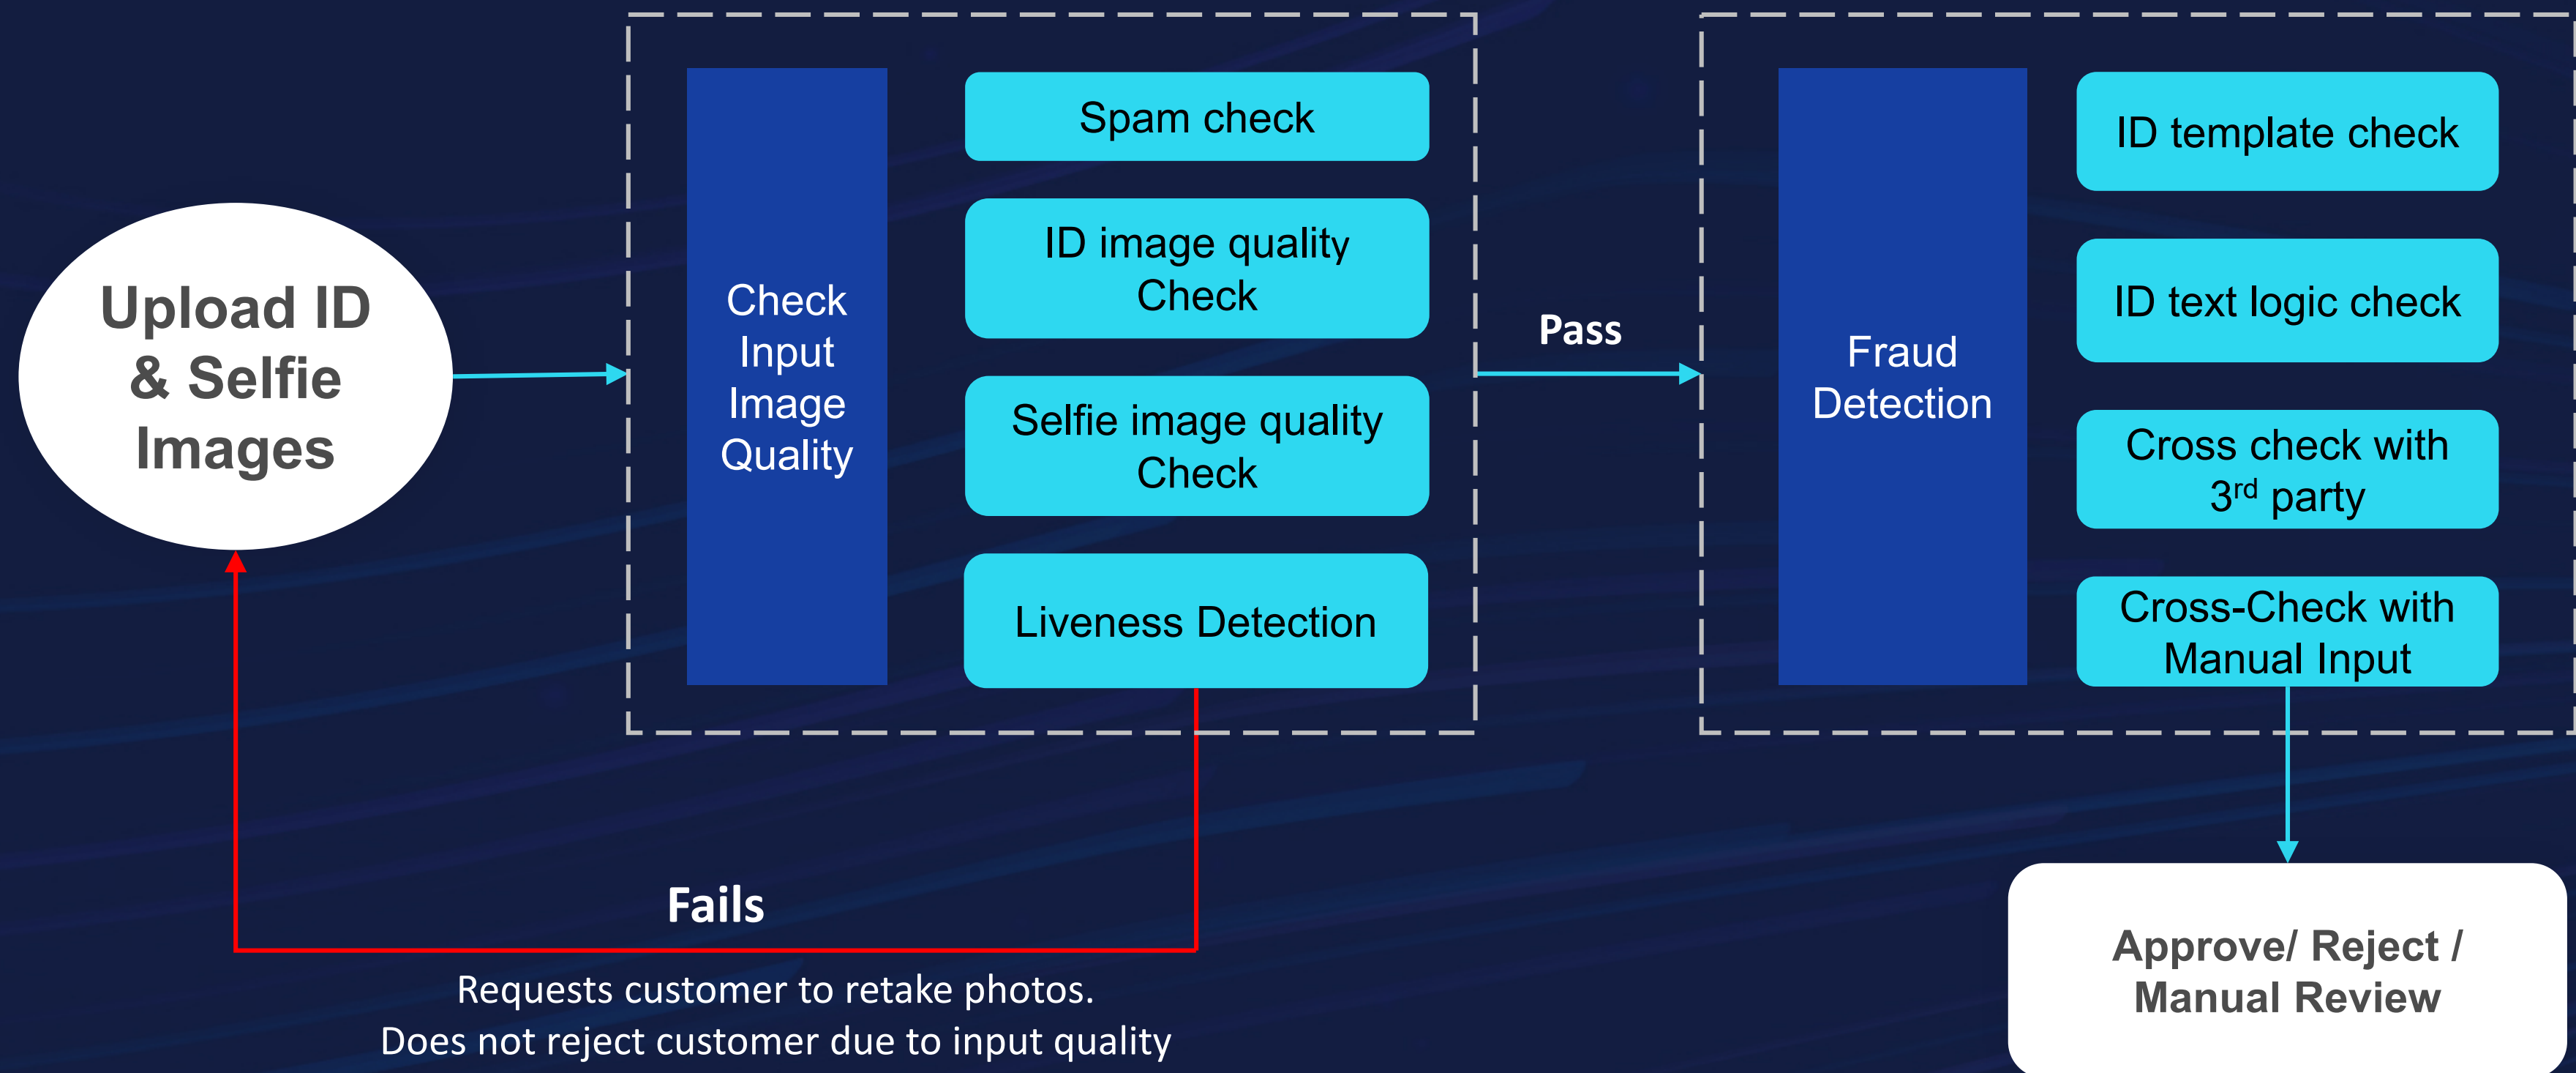 Upload ID
& Selfie
Images
Check
Input
Image
Quality
Spam check
ID image quality
Check
Selfie image quality
Check
Liveness Detection
Pass
Fraud
Detection
ID template check
ID text logic check
Cross check with
3rd party
Cross-Check with
Manual Input
Fails
Requests customer to retake photos.
Does not reject customer due to input quality
Approve/ Reject /
Manual Review